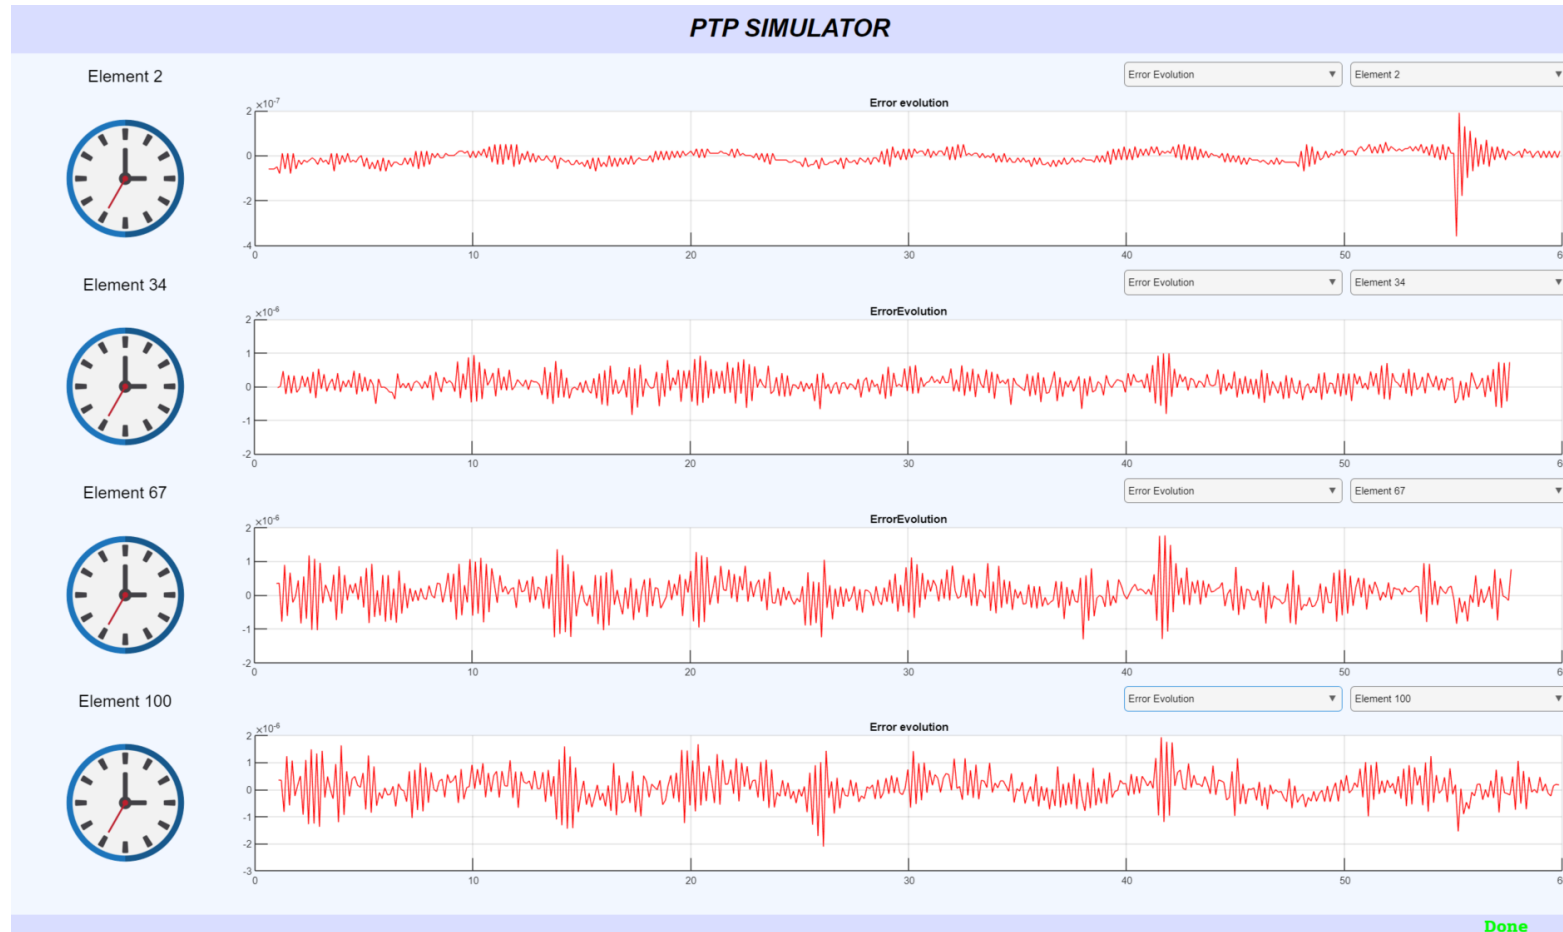 PTP SIMULATOR
Element 2
Error Evolution
Element 2
Error evolution
×10-7
2
0
-2
-4
0 10 20 30 40 50 6
Element 34
Error Evolution
Element 34
ErrorEvolution
×10-6
2
1
0
-1
-2
0 10 20 30 40 50 6
Element 67
Error Evolution
Element 67
ErrorEvolution
×10-6
2
1
0
-1
-2
0 10 20 30 40 50 6
Element 100
Error Evolution
Element 100
Error evolution
×10-6
2
1
0
-1
-2
-3
0 10 20 30 40 50 6
Done